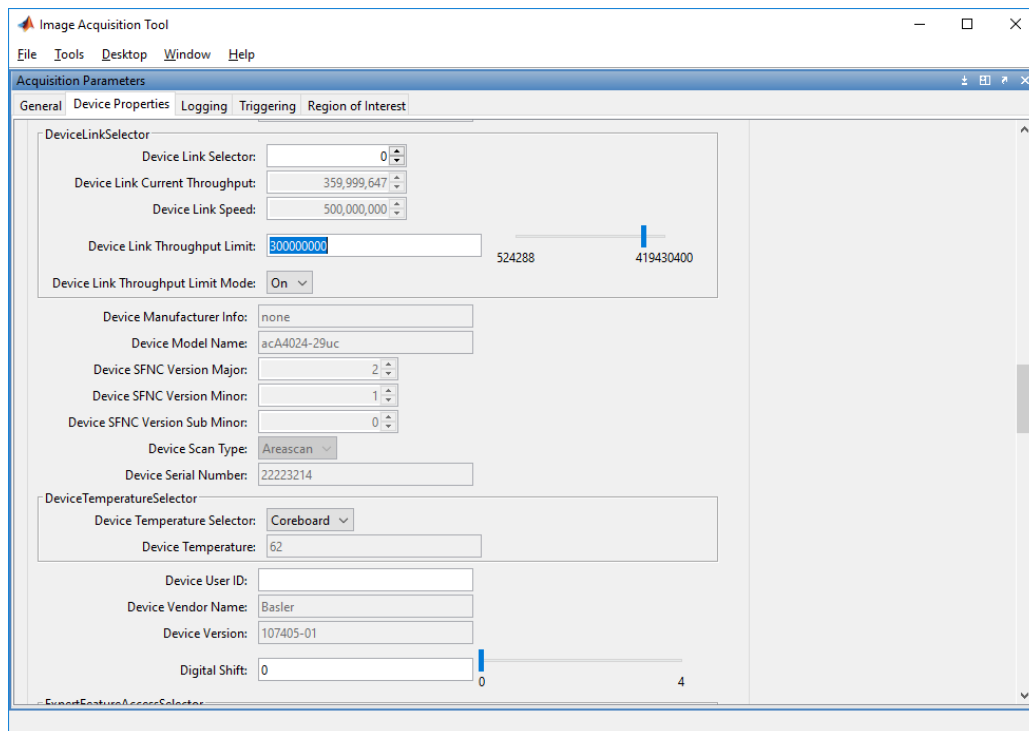 Image Acquisition Tool
File Tools Desktop Window Help
Acquisition Parameters
General Device Properties Logging Triggering Region of Interest
DeviceLinkSelector
Device Link Selector: 0
Device Link Current Throughput: 359,999,647
Device Link Speed: 500,000,000
Device Link Throughput Limit: 300000000
524288 419430400
Device Link Throughput Limit Mode: On
Device Manufacturer Info: none
Device Model Name: acA4024-29uc
Device SFNC Version Major: 2
Device SFNC Version Minor: 1
Device SFNC Version Sub Minor: 0
Device Scan Type: Areascan
Device Serial Number: 22223214
DeviceTemperatureSelector
Device Temperature Selector: Coreboard
Device Temperature: 62
Device User ID:
Device Vendor Name: Basler
Device Version: 107405-01
Digital Shift: 0
0 4
ExpertFeatureAccessSelector